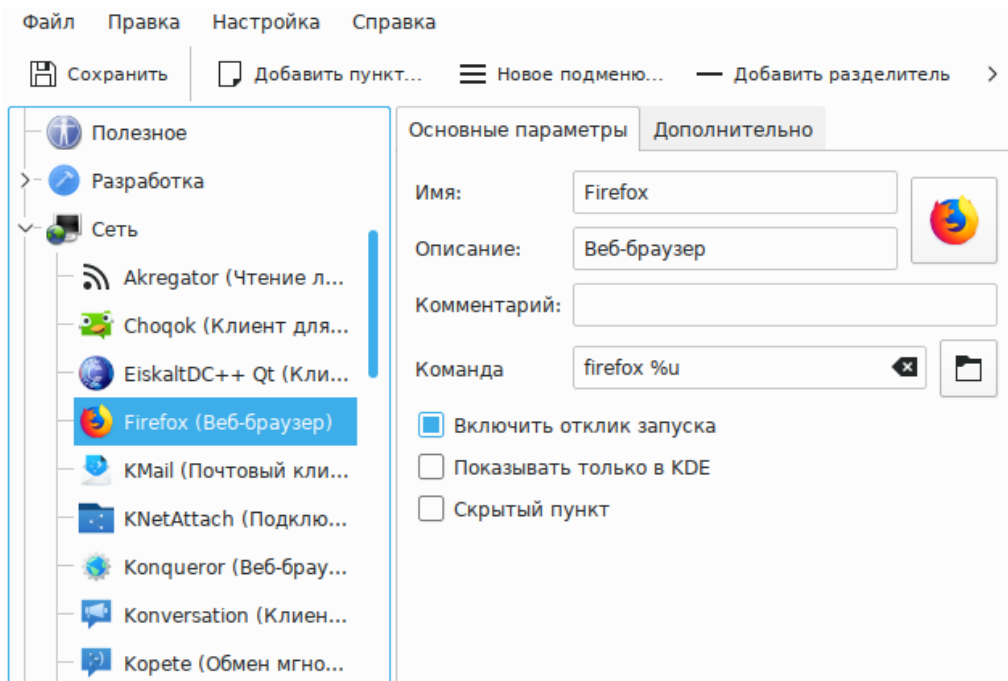 Файл Правка Настройка Справка
Сохранить Добавить пункт... Новое подменю... Добавить разделитель
Полезное
Разработка
Сеть
Akregator (Чтение л...
Choqok (Клиент для...
EiskaltDC++ Qt (Кли...
Firefox (Веб-браузер)
KMail (Почтовый кли...
KNetAttach (Подклю...
Konqueror (Веб-брау...
Konversation (Клиен...
Kopete (Обмен мгно...
Основные параметры Дополнительно
Имя: Firefox
Описание: Веб-браузер
Комментарий:
Команда firefox %u
Включить отклик запуска
Показывать только в KDE
Скрытый пункт